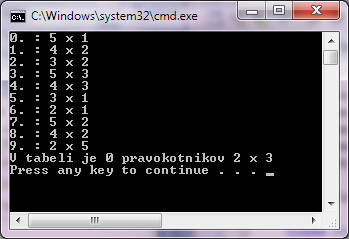 C:\Windows\system32\cmd.exe
0. : 5 x 1
1. : 4 x 2
2. : 3 x 2
3. : 5 x 3
4. : 4 x 3
5. : 3 x 1
6. : 2 x 1
7. : 5 x 2
8. : 4 x 2
9. : 2 x 5
V tabeli je 0 pravokotnikov 2 x 3
Press any key to continue . . . _